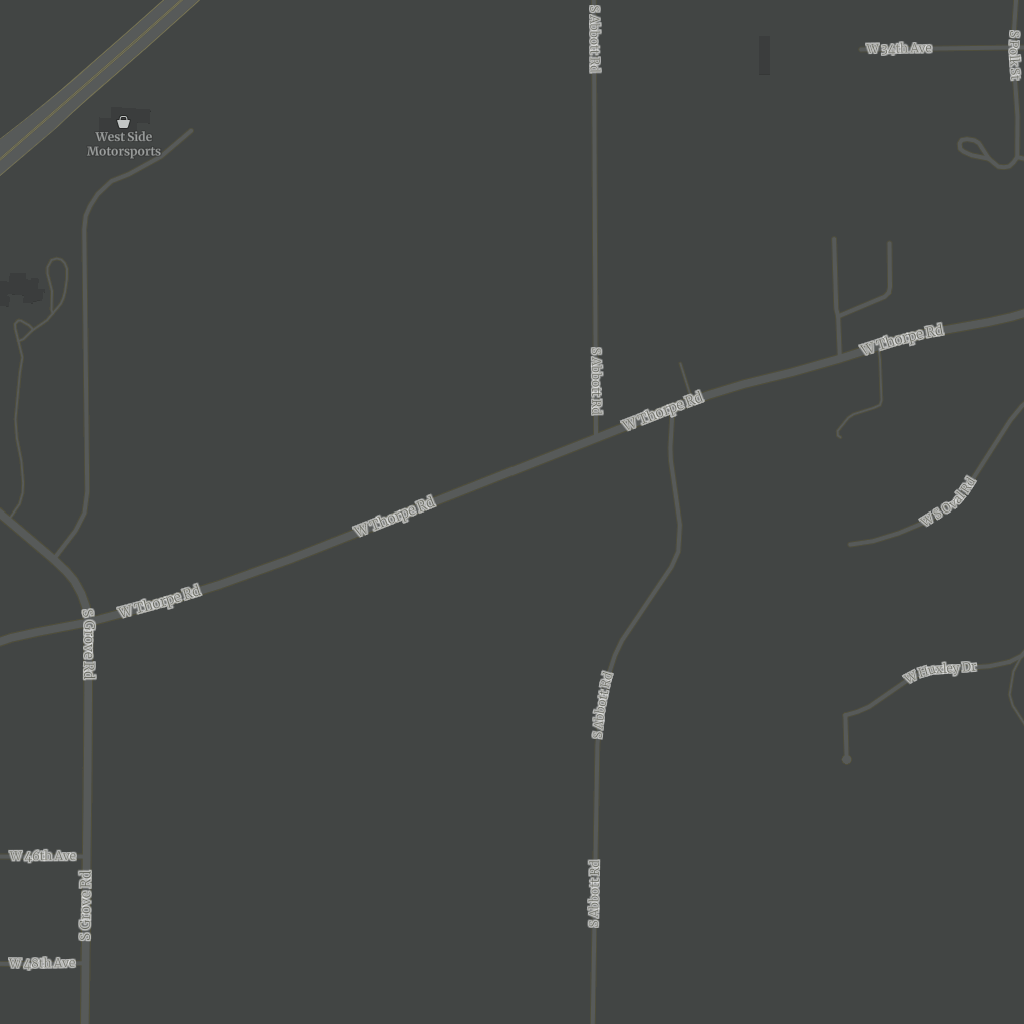 S Abbott Rd
W 34th Ave
S Polk St
West Side
Motorsports
W Thorpe Rd
S Abbott Rd
W Thorpe Rd
W Thorpe Rd
W S Oval Rd
W Thorpe Rd
S Grove Rd
W Huxley Dr
S Abbott Rd
W 46th Ave
S Grove Rd
S Abbott Rd
W 48th Ave